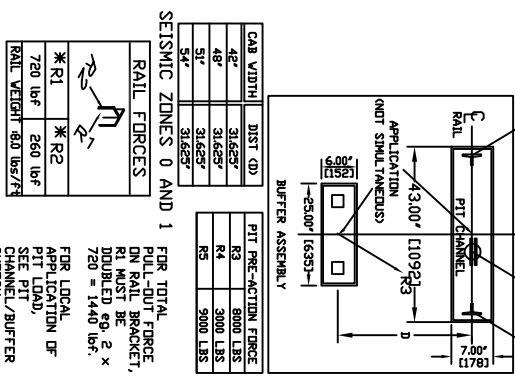 CAB WIDTH DIST (D)
42" 31.625"
48" 31.625"
51" 31.625"
54" 31.625"
SEISMIC ZONES 0 AND 1
RAIL FORCES
R2
R1
*R1 *R2
720 lbf 260 lbf
RAIL WEIGHT 8.0 lbs/ft
℄
RAIL
PIT CHANNEL
7.00"
[178]
43.00" [1092]
R3
APPLICATION
(NOT SIMULTANEOUS)
D
6.00"
[152]
25.00" [635]
BUFFER ASSEMBLY
PIT PRE-ACTION FORCE
R3 8000 LBS
R4 3000 LBS
R5 9000 LBS
FOR TOTAL
PULL-OUT FORCE
ON RAIL BRACKET,
R1 MUST BE
DOUBLED eg. 2 x
720 = 1440 lbf.
FOR LOCAL
APPLICATION OF
PIT LOAD,
SEE PIT
CHANNEL/BUFFER